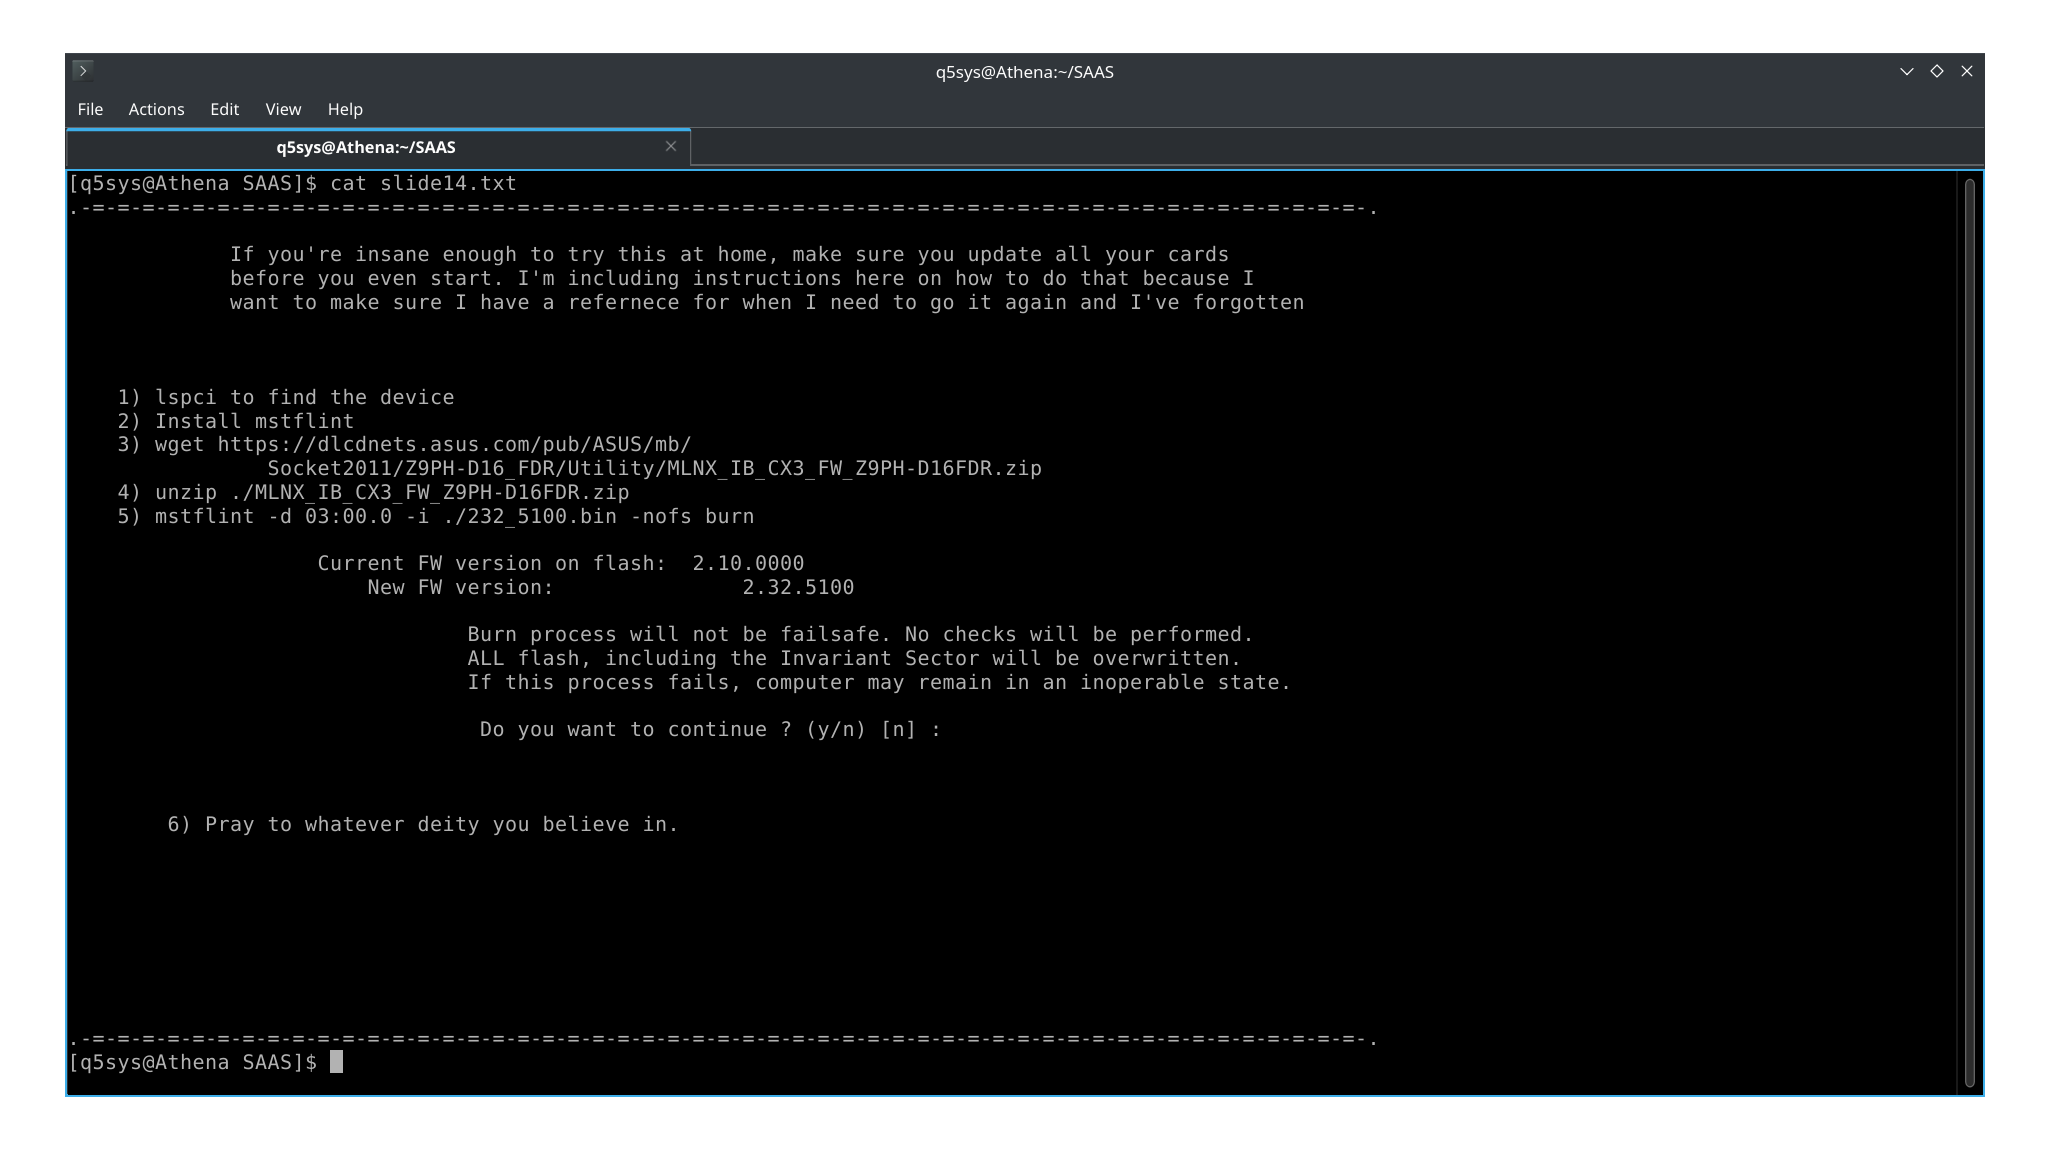 q5sys@Athena:~/SAAS
File Actions Edit View Help
q5sys@Athena:~/SAAS
[q5sys@Athena SAAS]$ cat slide14.txt
.-=-=-=-=-=-=-=-=-=-=-=-=-=-=-=-=-=-=-=-=-=-=-=-=-=-=-=-=-=-=-=-=-=-=-=-=-=-=-=-=-=-=-=-=-=-=-=-=-=-=-=-.
If you're insane enough to try this at home, make sure you update all your cards
before you even start. I'm including instructions here on how to do that because I
want to make sure I have a refernece for when I need to go it again and I've forgotten
1) lspci to find the device
2) Install mstflint
3) wget https://dlcdnets.asus.com/pub/ASUS/mb/
Socket2011/Z9PH-D16_FDR/Utility/MLNX_IB_CX3_FW_Z9PH-D16FDR.zip
4) unzip ./MLNX_IB_CX3_FW_Z9PH-D16FDR.zip
5) mstflint -d 03:00.0 -i ./232_5100.bin -nofs burn
Current FW version on flash: 2.10.0000
New FW version: 2.32.5100
Burn process will not be failsafe. No checks will be performed.
ALL flash, including the Invariant Sector will be overwritten.
If this process fails, computer may remain in an inoperable state.
Do you want to continue ? (y/n) [n] :
6) Pray to whatever deity you believe in.
.-=-=-=-=-=-=-=-=-=-=-=-=-=-=-=-=-=-=-=-=-=-=-=-=-=-=-=-=-=-=-=-=-=-=-=-=-=-=-=-=-=-=-=-=-=-=-=-=-=-=-=-.
[q5sys@Athena SAAS]$